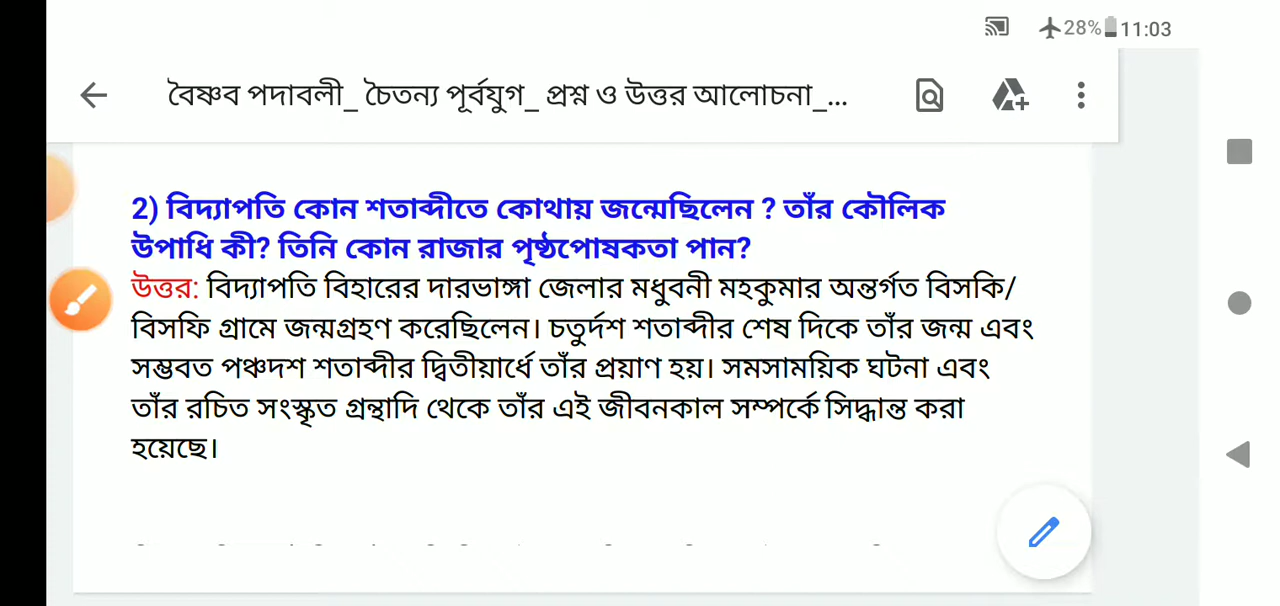 28% 11:03
বৈষ্ণব পদাবলী_ চৈতন্য পূর্বযুগ_ প্রশ্ন ও উত্তর আলোচনা_...
2) বিদ্যাপতি কোন শতাব্দীতে কোথায় জন্মেছিলেন ? তাঁর কৌলিক
উপাধি কী? তিনি কোন রাজার পৃষ্ঠপোষকতা পান?
উত্তর: বিদ্যাপতি বিহারের দারভাঙ্গা জেলার মধুবনী মহকুমার অন্তর্গত বিসকি/
বিসফি গ্রামে জন্মগ্রহণ করেছিলেন। চতুর্দশ শতাব্দীর শেষ দিকে তাঁর জন্ম এবং
সম্ভবত পঞ্চদশ শতাব্দীর দ্বিতীয়ার্ধে তাঁর প্রয়াণ হয়। সমসাময়িক ঘটনা এবং
তাঁর রচিত সংস্কৃত গ্রন্থাদি থেকে তাঁর এই জীবনকাল সম্পর্কে সিদ্ধান্ত করা
হয়েছে।